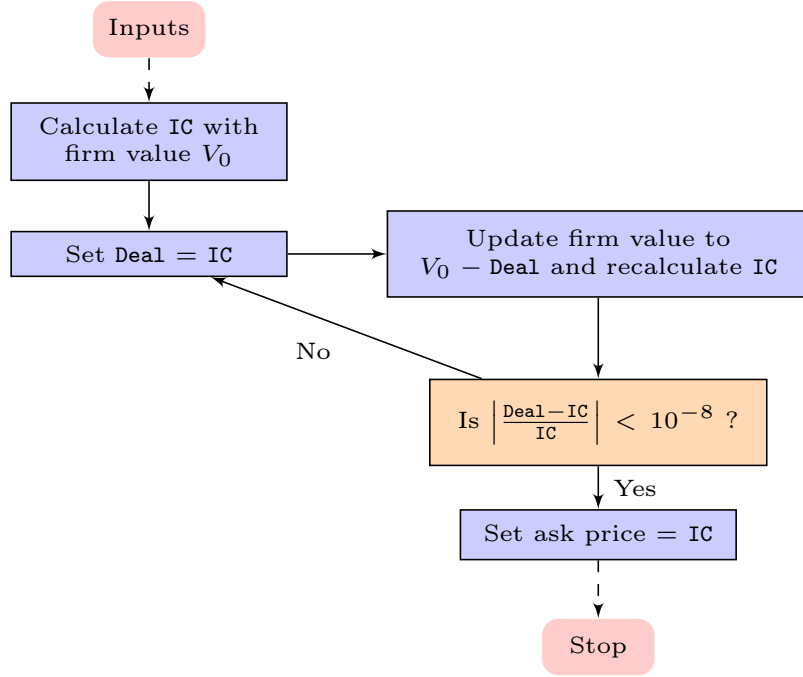 Inputs
Calculate IC with
firm value V₀
Set Deal = IC
Update firm value to
V₀ − Deal and recalculate IC
No
Is |(Deal−IC)/IC| < 10⁻⁸ ?
Yes
Set ask price = IC
Stop